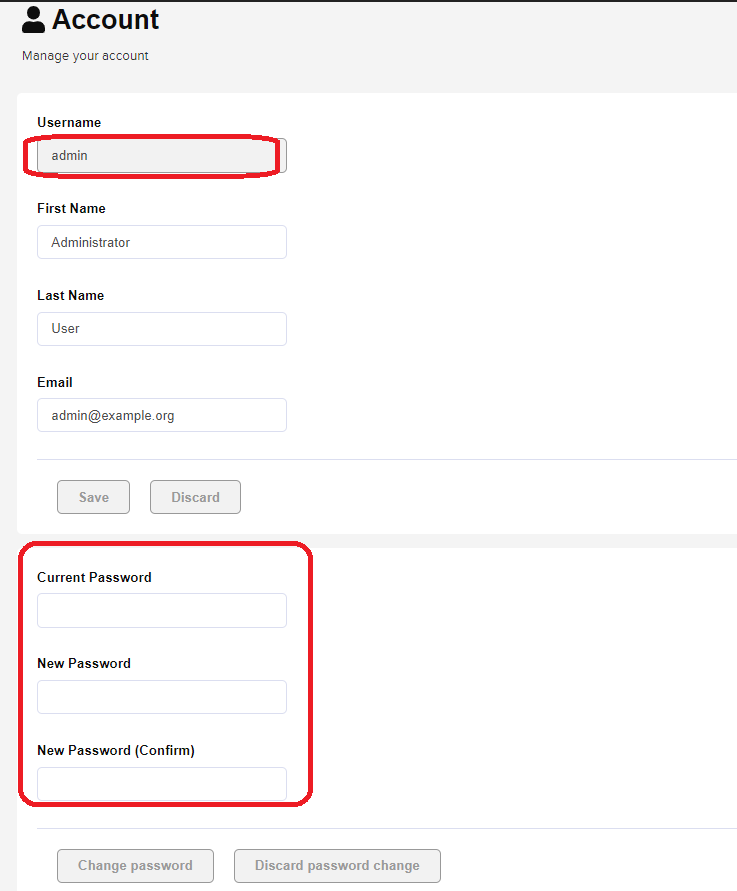 Account
Manage your account
Username
admin
First Name
Administrator
Last Name
User
Email
admin@example.org
Save Discard
Current Password
New Password
New Password (Confirm)
Change password Discard password change